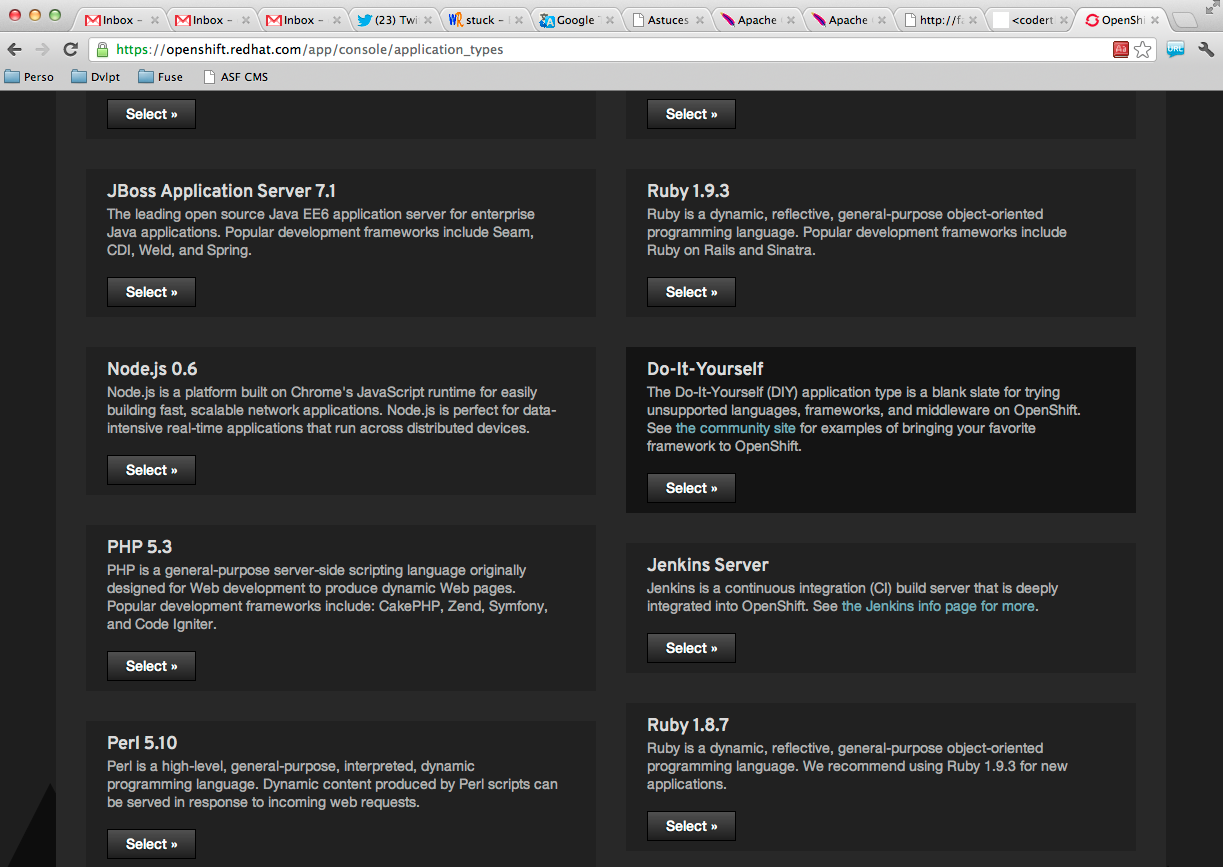 Inbox –
Inbox –
Inbox –
(23) Twi
stuck –
Google
Astuces
Apache
Apache
http://fa
<codert
OpenShi
https://openshift.redhat.com/app/console/application_types
Perso
Dvlpt
Fuse
ASF CMS
Select »
Select »
JBoss Application Server 7.1
The leading open source Java EE6 application server for enterprise
Java applications. Popular development frameworks include Seam,
CDI, Weld, and Spring.
Select »
Ruby 1.9.3
Ruby is a dynamic, reflective, general-purpose object-oriented
programming language. Popular development frameworks include
Ruby on Rails and Sinatra.
Select »
Node.js 0.6
Node.js is a platform built on Chrome's JavaScript runtime for easily
building fast, scalable network applications. Node.js is perfect for data-
intensive real-time applications that run across distributed devices.
Select »
Do-It-Yourself
The Do-It-Yourself (DIY) application type is a blank slate for trying
unsupported languages, frameworks, and middleware on OpenShift.
See the community site for examples of bringing your favorite
framework to OpenShift.
Select »
PHP 5.3
PHP is a general-purpose server-side scripting language originally
designed for Web development to produce dynamic Web pages.
Popular development frameworks include: CakePHP, Zend, Symfony,
and Code Igniter.
Select »
Jenkins Server
Jenkins is a continuous integration (CI) build server that is deeply
integrated into OpenShift. See the Jenkins info page for more.
Select »
Perl 5.10
Perl is a high-level, general-purpose, interpreted, dynamic
programming language. Dynamic content produced by Perl scripts can
be served in response to incoming web requests.
Select »
Ruby 1.8.7
Ruby is a dynamic, reflective, general-purpose object-oriented
programming language. We recommend using Ruby 1.9.3 for new
applications.
Select »